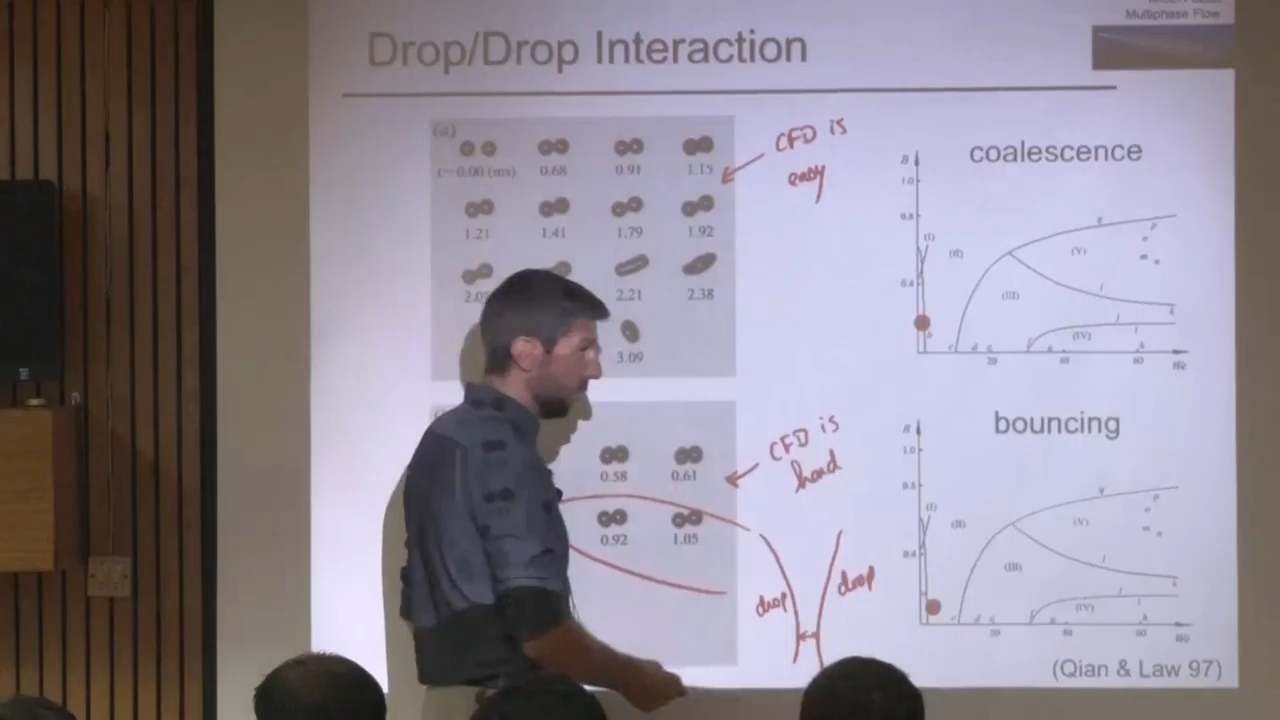 Multiphase Flow
Drop/Drop Interaction
(a)
t=0.00 (ms) 0.68 0.91 1.15
1.21 1.41 1.79 1.92
2.21 2.38
3.09
CFD is
easy
coalescence
B
1.0
0.8
0.4
(I)
(II)
(III)
(V)
(IV)
20 40 60 We
0.58 0.61
0.92 1.05
CFD is
hard
drop
drop
bouncing
B
1.0
0.8
0.4
(I)
(II)
(III)
(V)
(IV)
20 40 60 We
(Qian & Law 97)